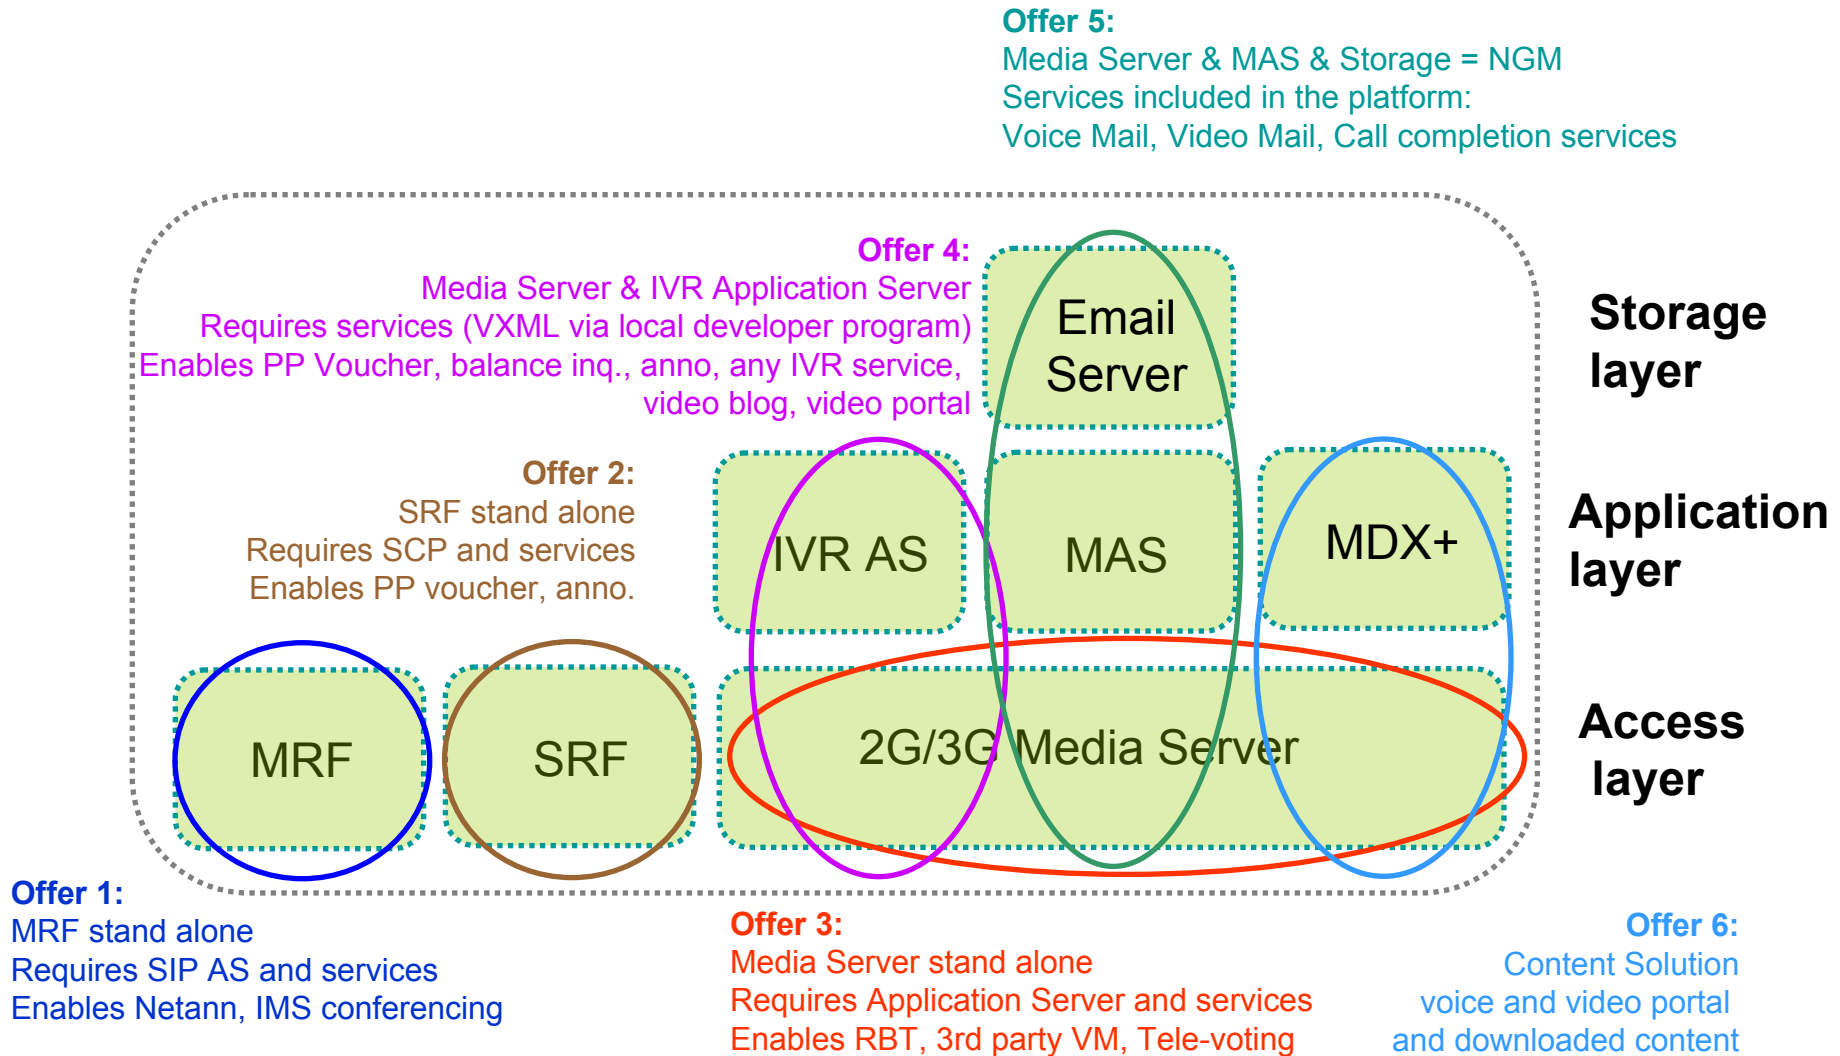 Offer 5:
Media Server & MAS & Storage = NGM
Services included in the platform:
Voice Mail, Video Mail, Call completion services
Offer 4:
Media Server & IVR Application Server
Requires services (VXML via local developer program)
Enables PP Voucher, balance inq., anno, any IVR service,
video blog, video portal
Email
Server
Storage
layer
Offer 2:
SRF stand alone
Requires SCP and services
Enables PP voucher, anno.
IVR AS
MAS
MDX+
Application
layer
MRF
SRF
2G/3G Media Server
Access
layer
Offer 1:
MRF stand alone
Requires SIP AS and services
Enables Netann, IMS conferencing
Offer 3:
Media Server stand alone
Requires Application Server and services
Enables RBT, 3rd party VM, Tele-voting
Offer 6:
Content Solution
voice and video portal
and downloaded content